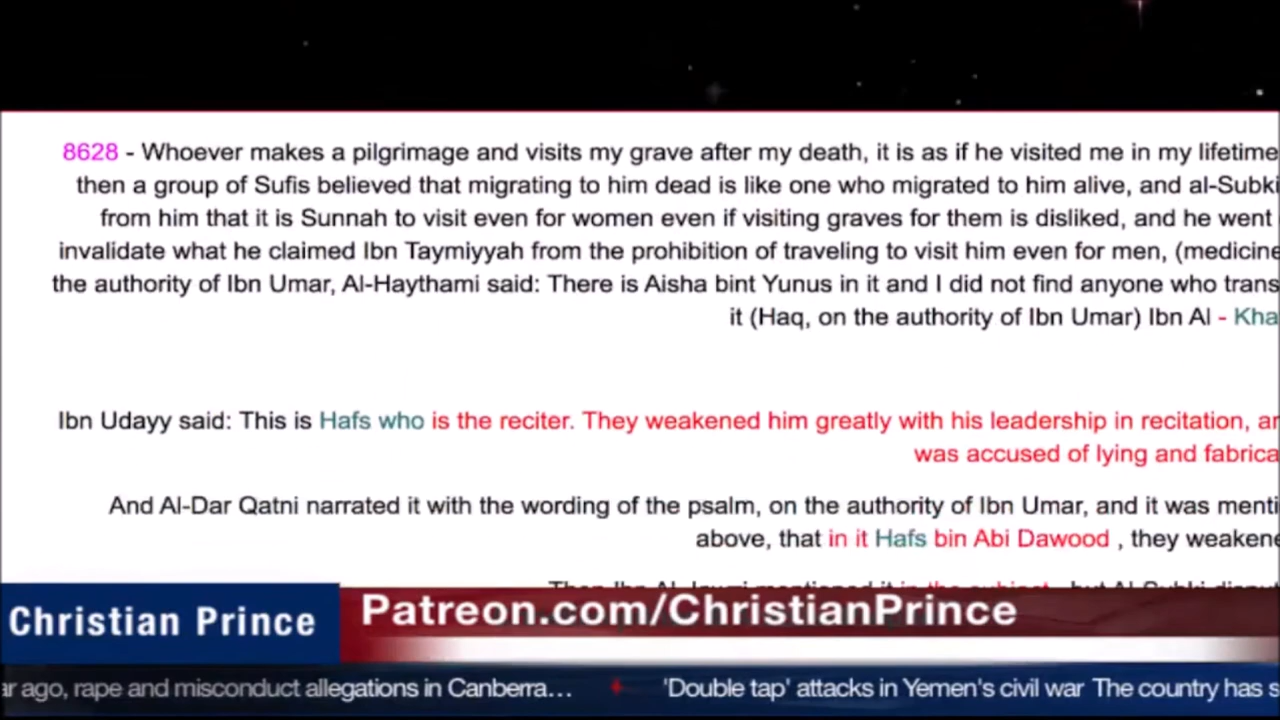 8628 - Whoever makes a pilgrimage and visits my grave after my death, it is as if he visited me in my lifetime
then a group of Sufis believed that migrating to him dead is like one who migrated to him alive, and al-Subki
from him that it is Sunnah to visit even for women even if visiting graves for them is disliked, and he went
invalidate what he claimed Ibn Taymiyyah from the prohibition of traveling to visit him even for men, (medicine
the authority of Ibn Umar, Al-Haythami said: There is Aisha bint Yunus in it and I did not find anyone who trans
it (Haq, on the authority of Ibn Umar) Ibn Al - Kha
Ibn Udayy said: This is Hafs who is the reciter. They weakened him greatly with his leadership in recitation, ar
was accused of lying and fabrica
And Al-Dar Qatni narrated it with the wording of the psalm, on the authority of Ibn Umar, and it was menti
above, that in it Hafs bin Abi Dawood , they weakene
Christian Prince
Patreon.com/ChristianPrince
ar ago, rape and misconduct allegations in Canberra... 'Double tap' attacks in Yemen's civil war The country has s